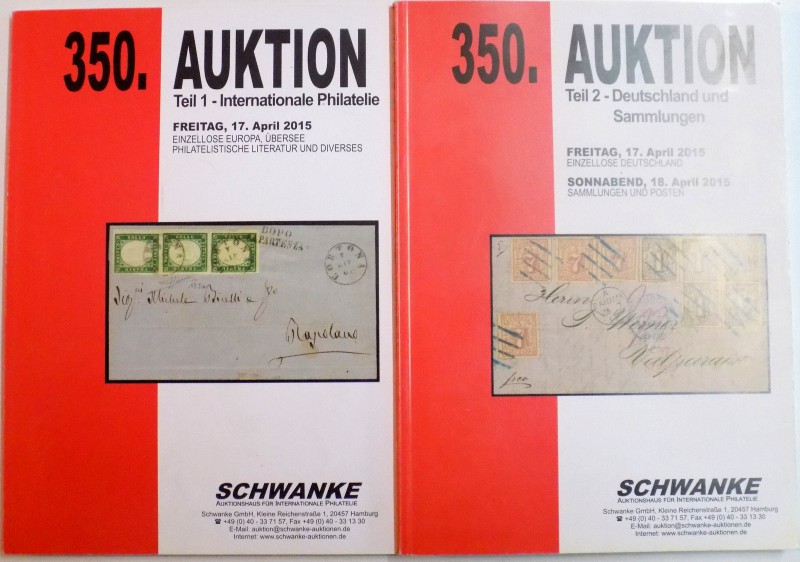 350. AUKTION
Teil 1 - Internationale Philatelie
FREITAG, 17. April 2015
EINZELLOSE EUROPA, ÜBERSEE
PHILATELISTISCHE LITERATUR UND DIVERSES
DOPO
PARTENZA
SCHWANKE
AUKTIONSHAUS FÜR INTERNATIONALE PHILATELIE
Schwanke GmbH, Kleine Reichenstraße 1, 20457 Hamburg
☎ +49 (0) 40 - 33 71 57, Fax +49 (0) 40 - 33 13 30
E-Mail: auktion@schwanke-auktionen.de
Internet: www.schwanke-auktionen.de
350. AUKTION
Teil 2 - Deutschland und
Sammlungen
FREITAG, 17. April 2015
EINZELLOSE DEUTSCHLAND
SONNABEND, 18. April 2015
SAMMLUNGEN UND POSTEN
Herrn
SCHWANKE
AUKTIONSHAUS FÜR INTERNATIONALE PHILATELIE
Schwanke GmbH, Kleine Reichenstraße 1, 20457 Hamburg
☎ +49 (0) 40 - 33 71 57, Fax +49 (0) 40 - 33 13 30
E-Mail: auktion@schwanke-auktionen.de
Internet: www.schwanke-auktionen.de